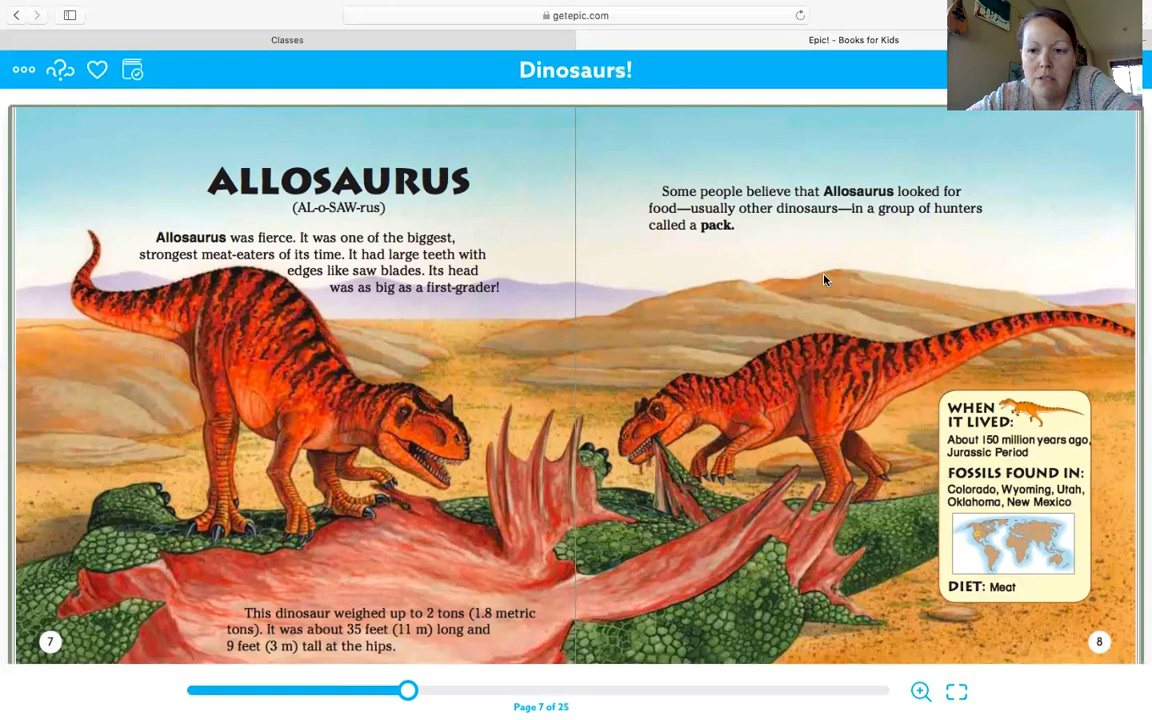 getepic.com
Classes
Epic! - Books for Kids
Dinosaurs!
ALLOSAURUS
(AL-o-SAW-rus)
Allosaurus was fierce. It was one of the biggest,
strongest meat-eaters of its time. It had large teeth with
edges like saw blades. Its head
was as big as a first-grader!
This dinosaur weighed up to 2 tons (1.8 metric
tons). It was about 35 feet (11 m) long and
9 feet (3 m) tall at the hips.
7
Some people believe that Allosaurus looked for
food—usually other dinosaurs—in a group of hunters
called a pack.
WHEN
IT LIVED:
About 150 million years ago,
Jurassic Period
FOSSILS FOUND IN:
Colorado, Wyoming, Utah,
Oklahoma, New Mexico
DIET: Meat
8
Page 7 of 25